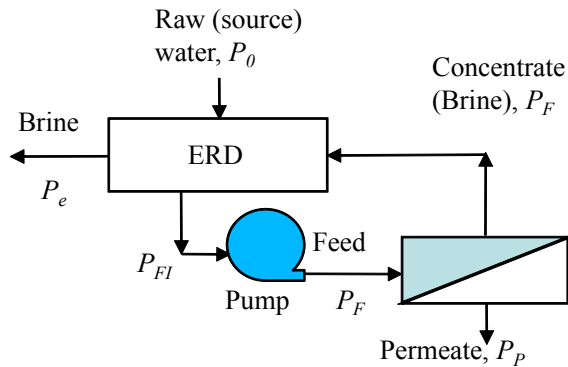 Raw (source)
water, P0
Concentrate
(Brine), PF
Brine
ERD
Pe
Feed
PFI
Pump
PF
Permeate, PP